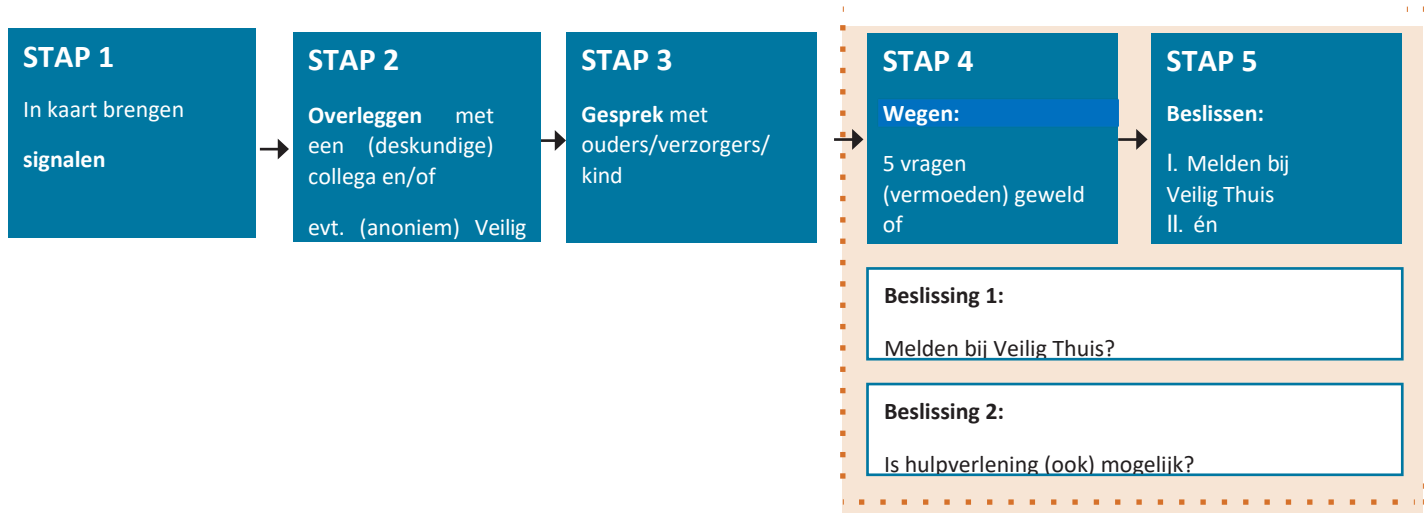 STAP 1
In kaart brengen
signalen
STAP 2
Overleggen met
een (deskundige)
collega en/of
evt. (anoniem) Veilig
STAP 3
Gesprek met
ouders/verzorgers/
kind
STAP 4
Wegen:
5 vragen
(vermoeden) geweld
of
STAP 5
Beslissen:
l. Melden bij
Veilig Thuis
ll. én
Beslissing 1:
Melden bij Veilig Thuis?
Beslissing 2:
Is hulpverlening (ook) mogelijk?